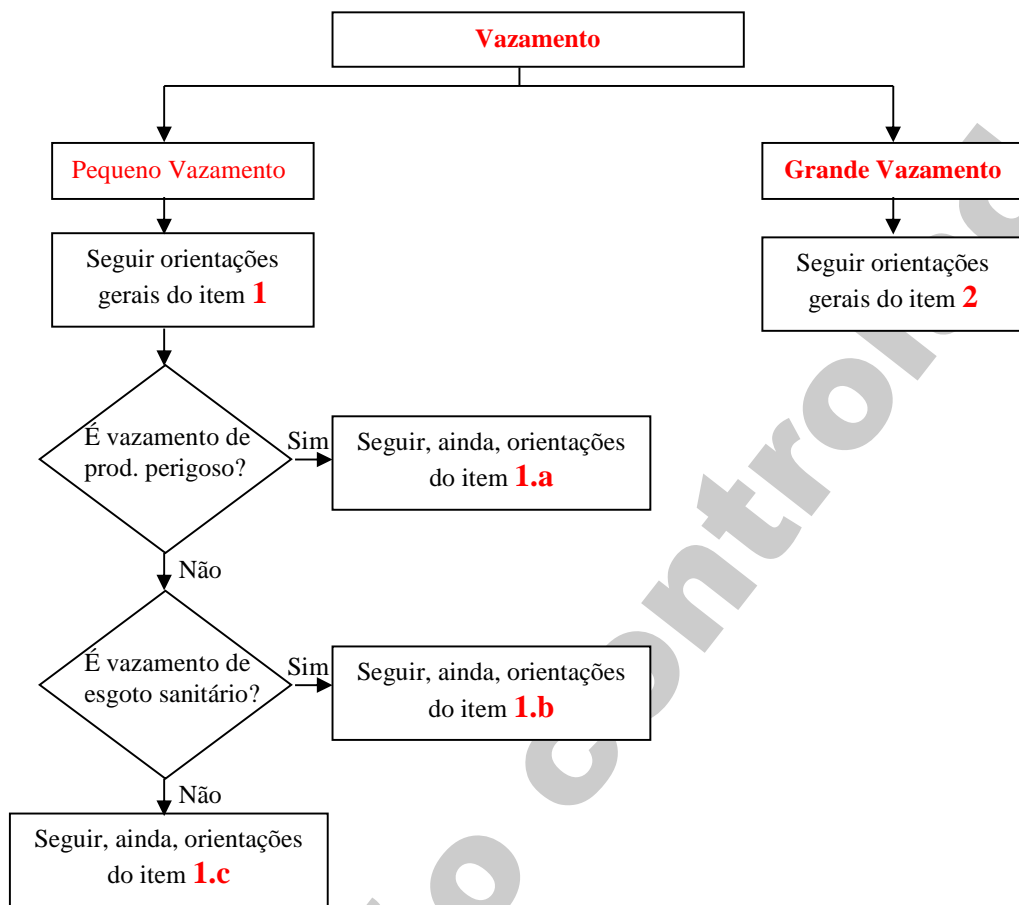 Vazamento
Pequeno Vazamento
Grande Vazamento
Seguir orientações
gerais do item 1
Seguir orientações
gerais do item 2
É vazamento de
prod. perigoso?
Sim
Seguir, ainda, orientações
do item 1.a
Não
É vazamento de
esgoto sanitário?
Sim
Seguir, ainda, orientações
do item 1.b
Não
Seguir, ainda, orientações
do item 1.c